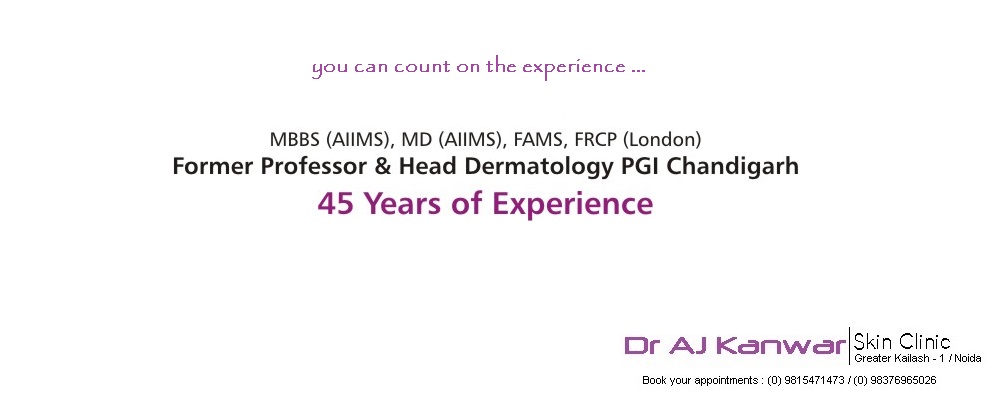 you can count on the experience ...
MBBS (AIIMS), MD (AIIMS), FAMS, FRCP (London)
Former Professor & Head Dermatology PGI Chandigarh
45 Years of Experience
Dr AJ Kanwar
Skin Clinic
Greater Kailash - 1 / Noida
Book your appointments : (0) 9815471473 / (0) 98376965026